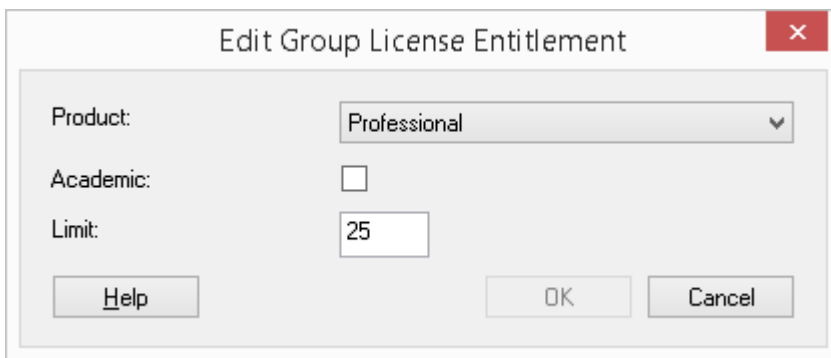 Edit Group License Entitlement
Product:
Professional
Academic:
Limit:
25
Help
OK
Cancel